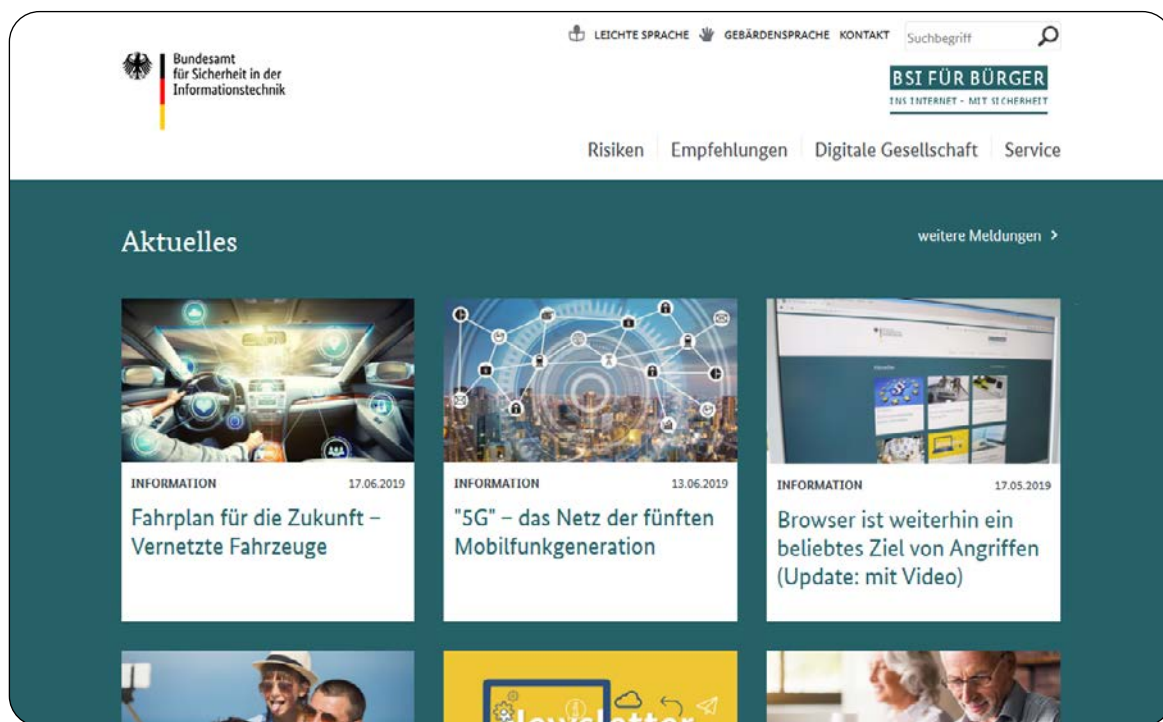 LEICHTE SPRACHE GEBÄRDENSPRACHE KONTAKT Suchbegriff
Bundesamt
für Sicherheit in der
Informationstechnik
BSI FÜR BÜRGER
INS INTERNET - MIT SICHERHEIT
Risiken Empfehlungen Digitale Gesellschaft Service
Aktuelles
weitere Meldungen >
INFORMATION 17.06.2019
Fahrplan für die Zukunft –
Vernetzte Fahrzeuge
INFORMATION 13.06.2019
"5G" – das Netz der fünften
Mobilfunkgeneration
INFORMATION 17.05.2019
Browser ist weiterhin ein
beliebtes Ziel von Angriffen
(Update: mit Video)
Newsletter